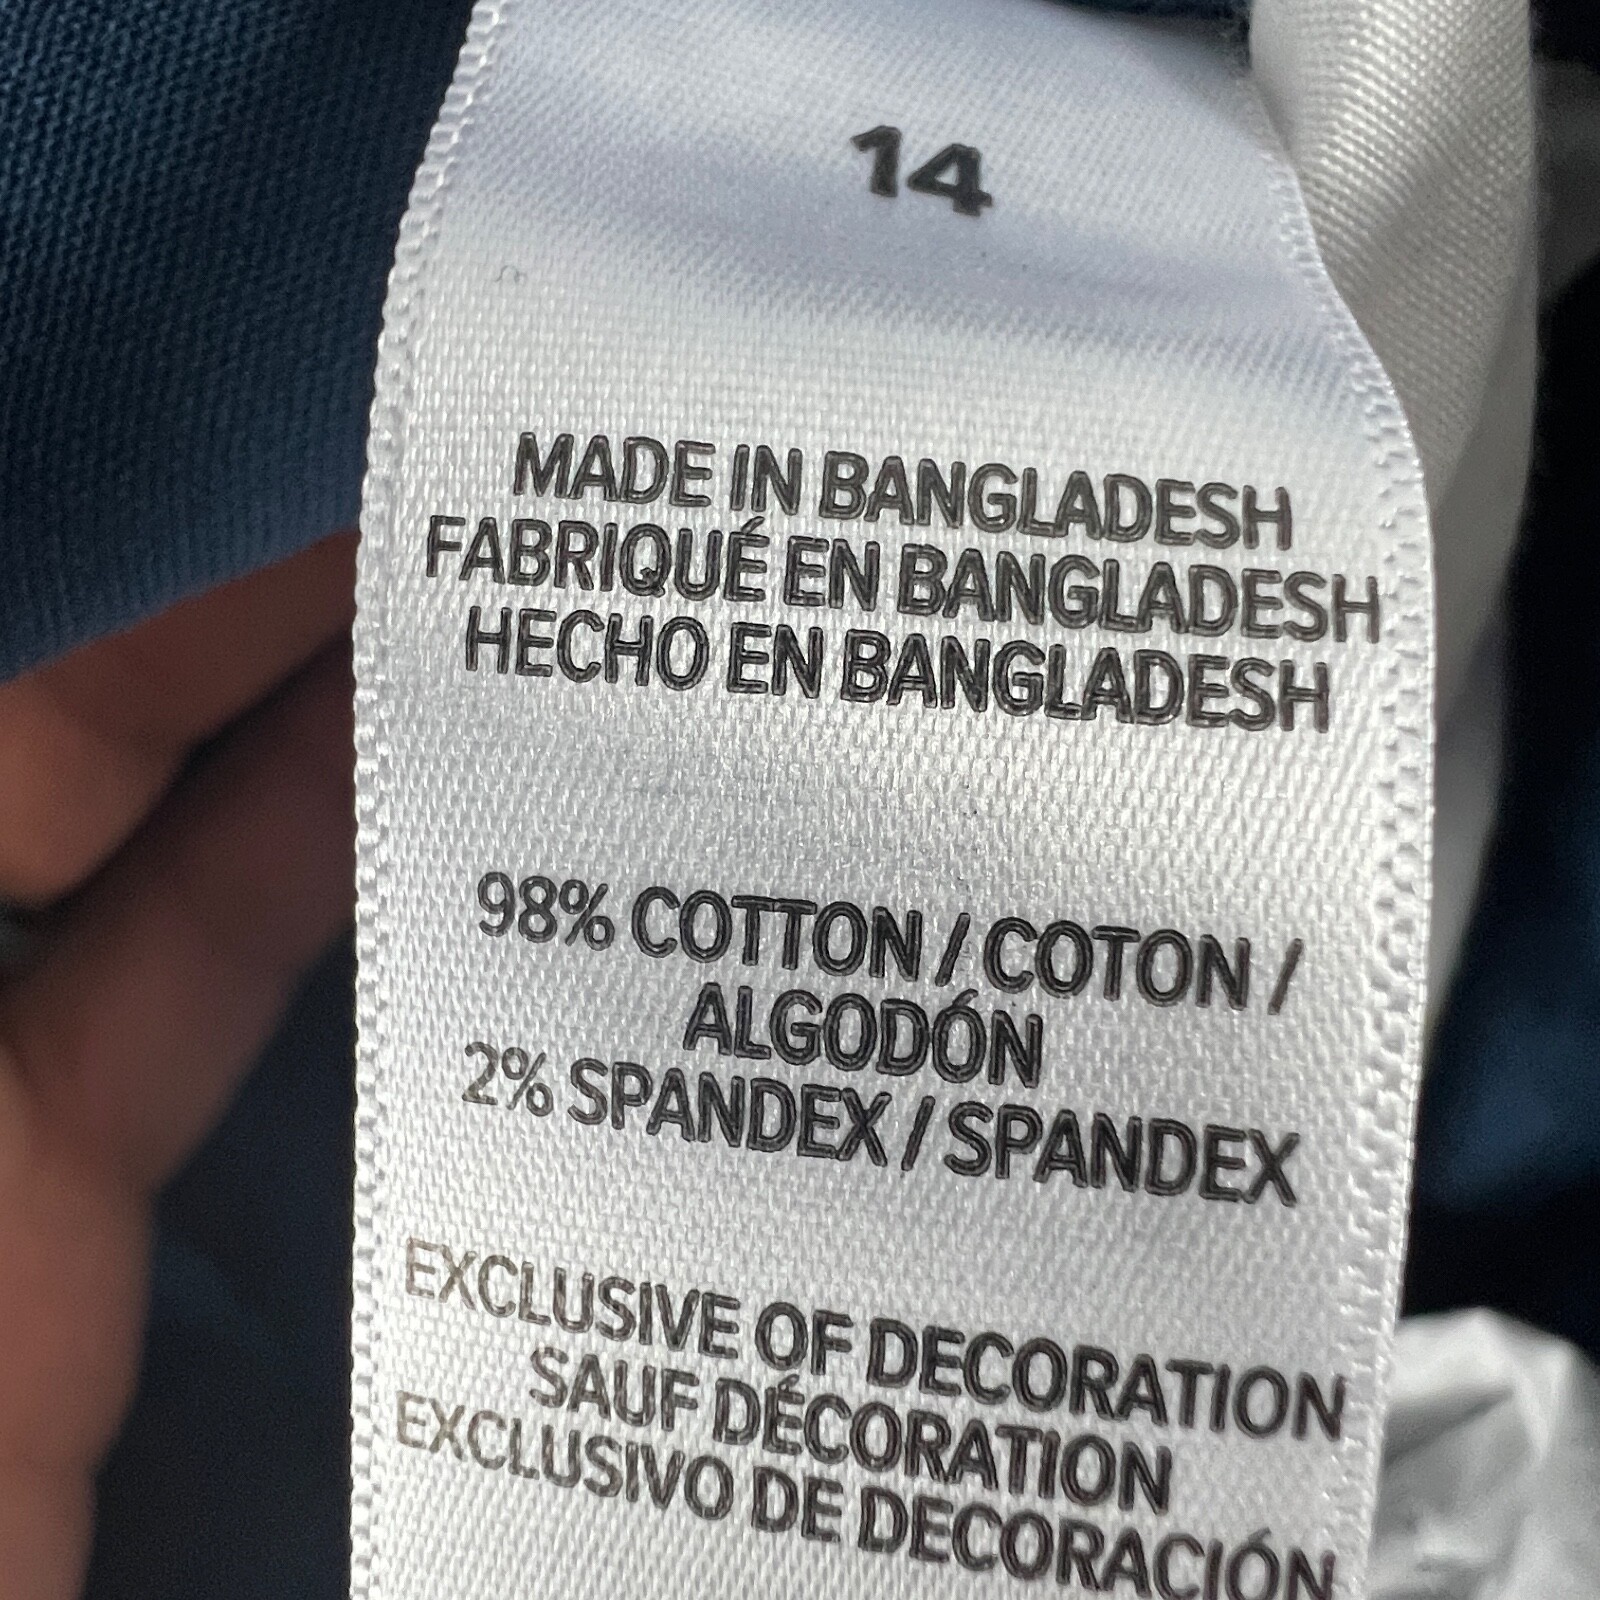 14
MADE IN BANGLADESH
FABRIQUÉ EN BANGLADESH
HECHO EN BANGLADESH
98% COTTON / COTON /
ALGODÓN
2% SPANDEX / SPANDEX
EXCLUSIVE OF DECORATION
SAUF DÉCORATION
EXCLUSIVO DE DECORACIÓN